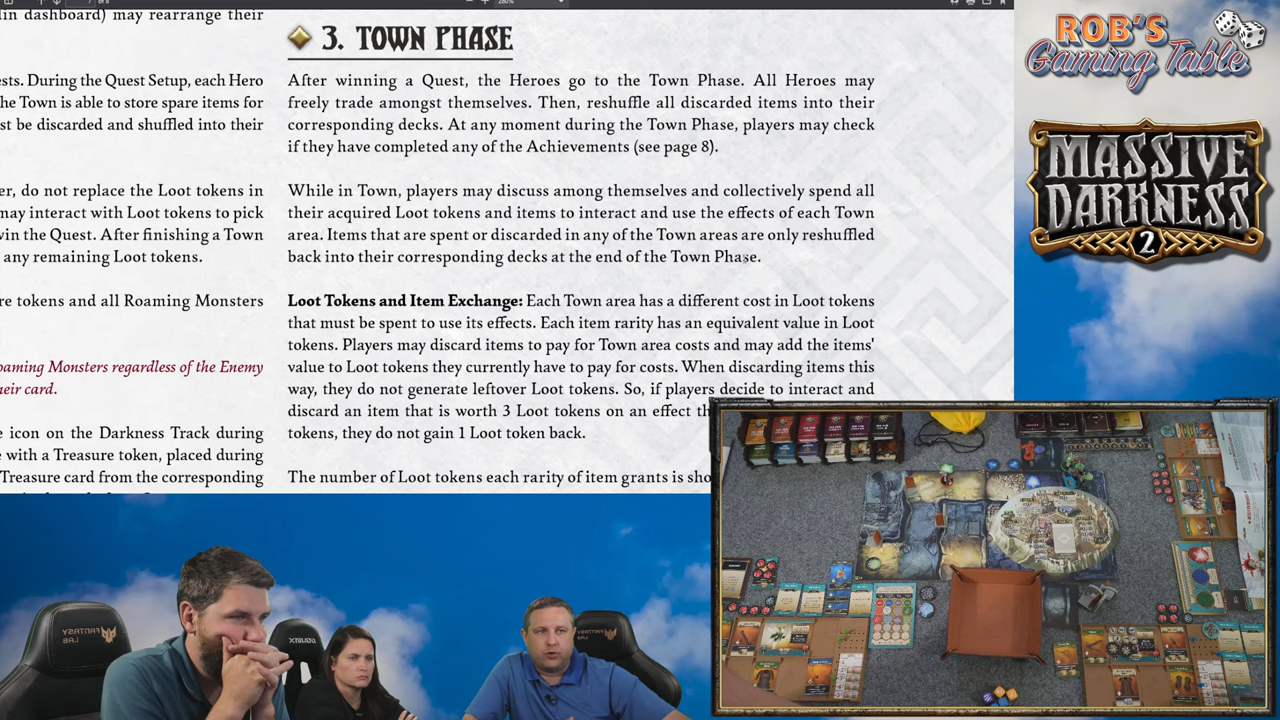 din dashboard) may rearrange their
ests. During the Quest Setup, each Hero
he Town is able to store spare items for
st be discarded and shuffled into their
er, do not replace the Loot tokens in
may interact with Loot tokens to pick
win the Quest. After finishing a Town
any remaining Loot tokens.
re tokens and all Roaming Monsters
oaming Monsters regardless of the Enemy
heir card.
e icon on the Darkness Track during
e with a Treasure token, placed during
Treasure card from the corresponding
3. TOWN PHASE
After winning a Quest, the Heroes go to the Town Phase. All Heroes may
freely trade amongst themselves. Then, reshuffle all discarded items into their
corresponding decks. At any moment during the Town Phase, players may check
if they have completed any of the Achievements (see page 8).
While in Town, players may discuss among themselves and collectively spend all
their acquired Loot tokens and items to interact and use the effects of each Town
area. Items that are spent or discarded in any of the Town areas are only reshuffled
back into their corresponding decks at the end of the Town Phase.
Loot Tokens and Item Exchange: Each Town area has a different cost in Loot tokens
that must be spent to use its effects. Each item rarity has an equivalent value in Loot
tokens. Players may discard items to pay for Town area costs and may add the items'
value to Loot tokens they currently have to pay for costs. When discarding items this
way, they do not generate leftover Loot tokens. So, if players decide to interact and
discard an item that is worth 3 Loot tokens on an effect th
tokens, they do not gain 1 Loot token back.
The number of Loot tokens each rarity of item grants is sho
ROB'S
Gaming Table
MASSIVE
DARKNESS
2
FANTASY
LAB